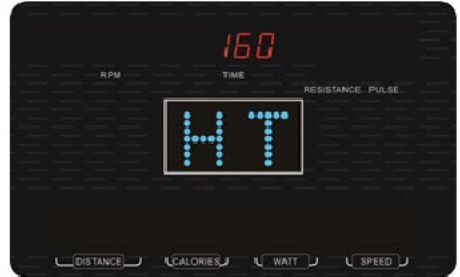 160
RPM TIME
RESISTANCE PULSE
HT
DISTANCE CALORIES WATT SPEED